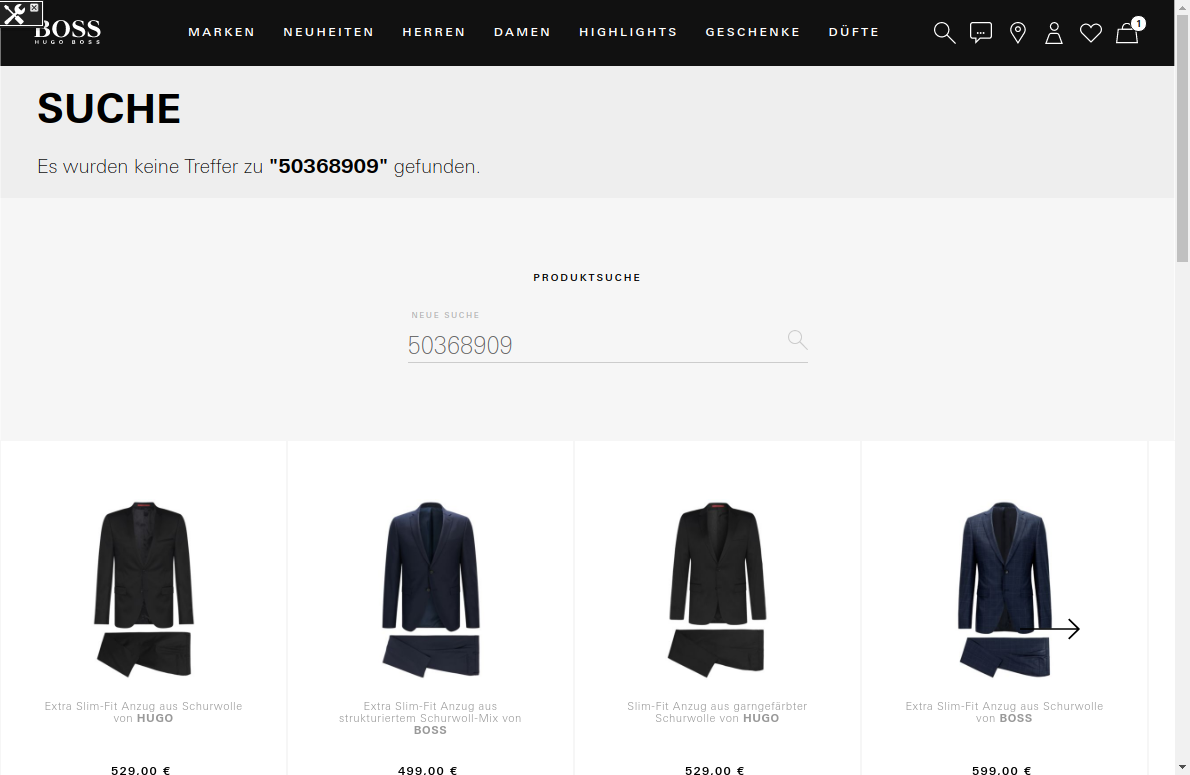 BOSS
HUGO BOSS
MARKEN
NEUHEITEN
HERREN
DAMEN
HIGHLIGHTS
GESCHENKE
DÜFTE
1
SUCHE
Es wurden keine Treffer zu "50368909" gefunden.
PRODUKTSUCHE
NEUE SUCHE
50368909
Extra Slim-Fit Anzug aus Schurwolle
von HUGO
529,00 €
Extra Slim-Fit Anzug aus
strukturiertem Schurwoll-Mix von
BOSS
499,00 €
Slim-Fit Anzug aus garngefärbter
Schurwolle von HUGO
529,00 €
Extra Slim-Fit Anzug aus Schurwolle
von BOSS
599,00 €